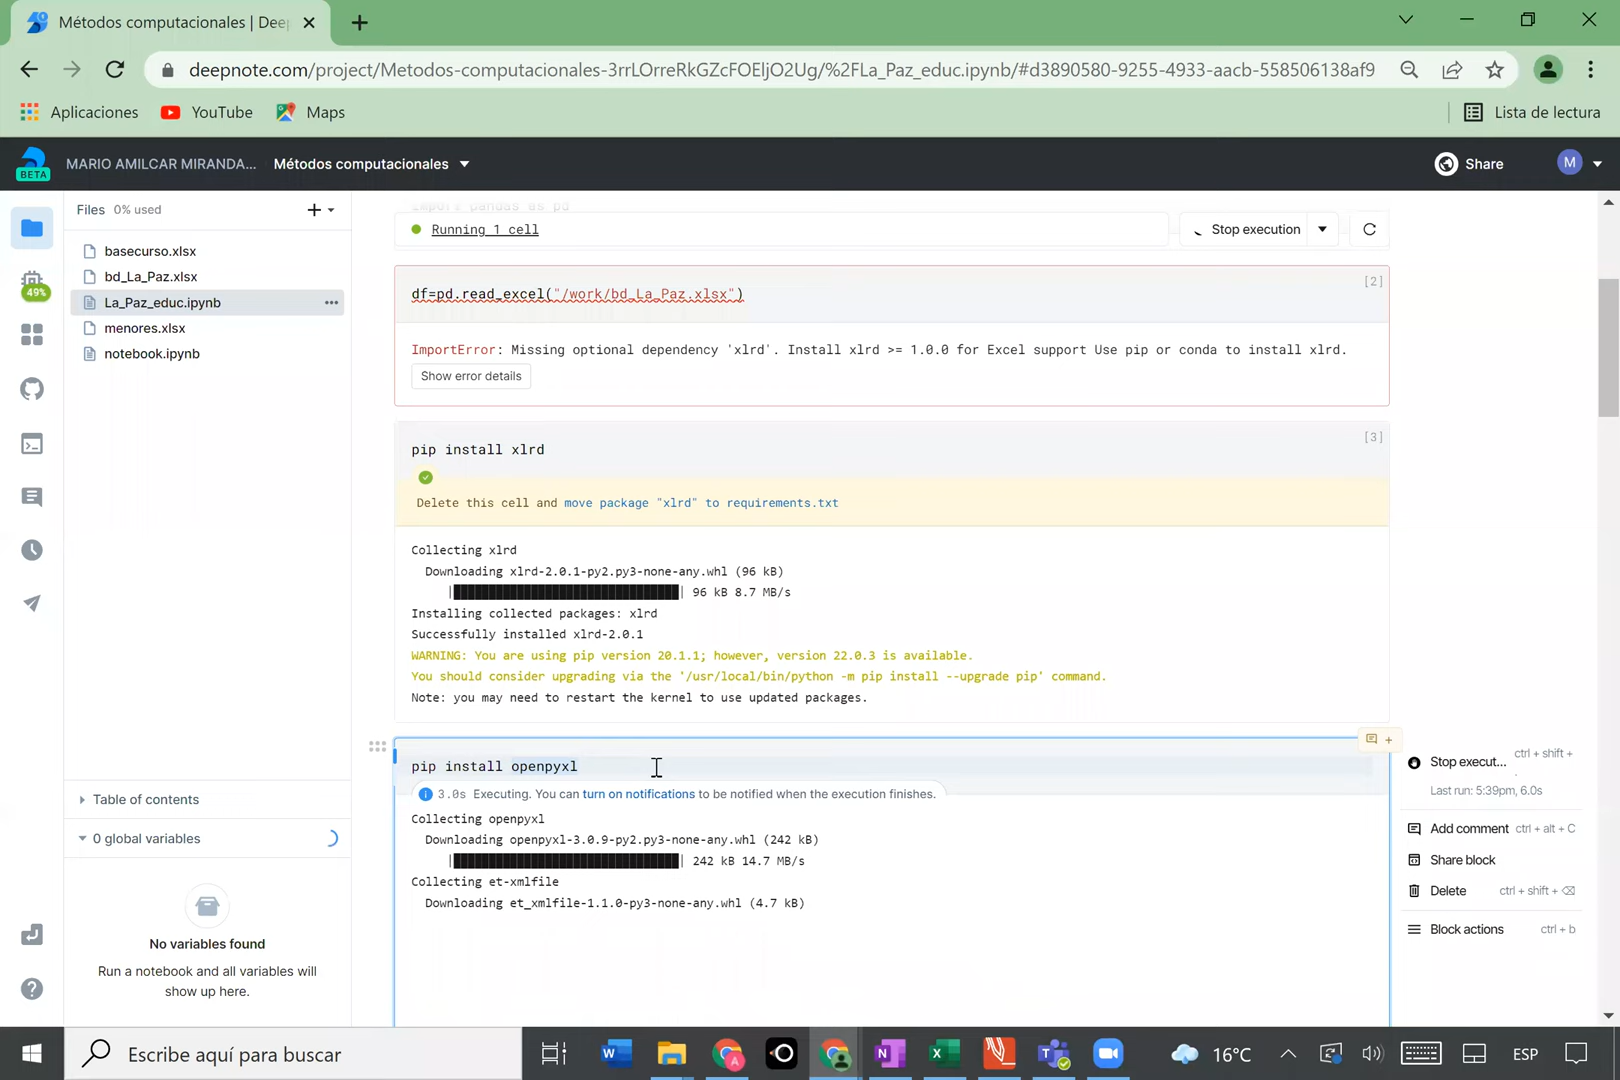 Métodos computacionales | Deep
deepnote.com/project/Metodos-computacionales-3rrLOrreRkGZcFOEljO2Ug/%2FLa_Paz_educ.ipynb/#d3890580-9255-4933-aacb-558506138af9
Aplicaciones
YouTube
Maps
Lista de lectura
BETA
MARIO AMILCAR MIRANDA...
Métodos computacionales
Share
M
Files 0% used
basecurso.xlsx
bd_La_Paz.xlsx
La_Paz_educ.ipynb
menores.xlsx
notebook.ipynb
49%
Table of contents
0 global variables
No variables found
Run a notebook and all variables will
show up here.
import pandas as pd
Running 1 cell
Stop execution
df=pd.read_excel("/work/bd_La_Paz.xlsx")
[2]
ImportError: Missing optional dependency 'xlrd'. Install xlrd >= 1.0.0 for Excel support Use pip or conda to install xlrd.
Show error details
pip install xlrd
[3]
Delete this cell and move package "xlrd" to requirements.txt
Collecting xlrd
Downloading xlrd-2.0.1-py2.py3-none-any.whl (96 kB)
|████████████████████████████████| 96 kB 8.7 MB/s
Installing collected packages: xlrd
Successfully installed xlrd-2.0.1
WARNING: You are using pip version 20.1.1; however, version 22.0.3 is available.
You should consider upgrading via the '/usr/local/bin/python -m pip install --upgrade pip' command.
Note: you may need to restart the kernel to use updated packages.
pip install openpyxl
3.0s Executing. You can turn on notifications to be notified when the execution finishes.
Collecting openpyxl
Downloading openpyxl-3.0.9-py2.py3-none-any.whl (242 kB)
|████████████████████████████████| 242 kB 14.7 MB/s
Collecting et-xmlfile
Downloading et_xmlfile-1.1.0-py3-none-any.whl (4.7 kB)
Stop execut... ctrl + shift + .
Last run: 5:39pm, 6.0s
Add comment ctrl + alt + C
Share block
Delete ctrl + shift + ⌫
Block actions ctrl + b
Escribe aquí para buscar
16°C
ESP